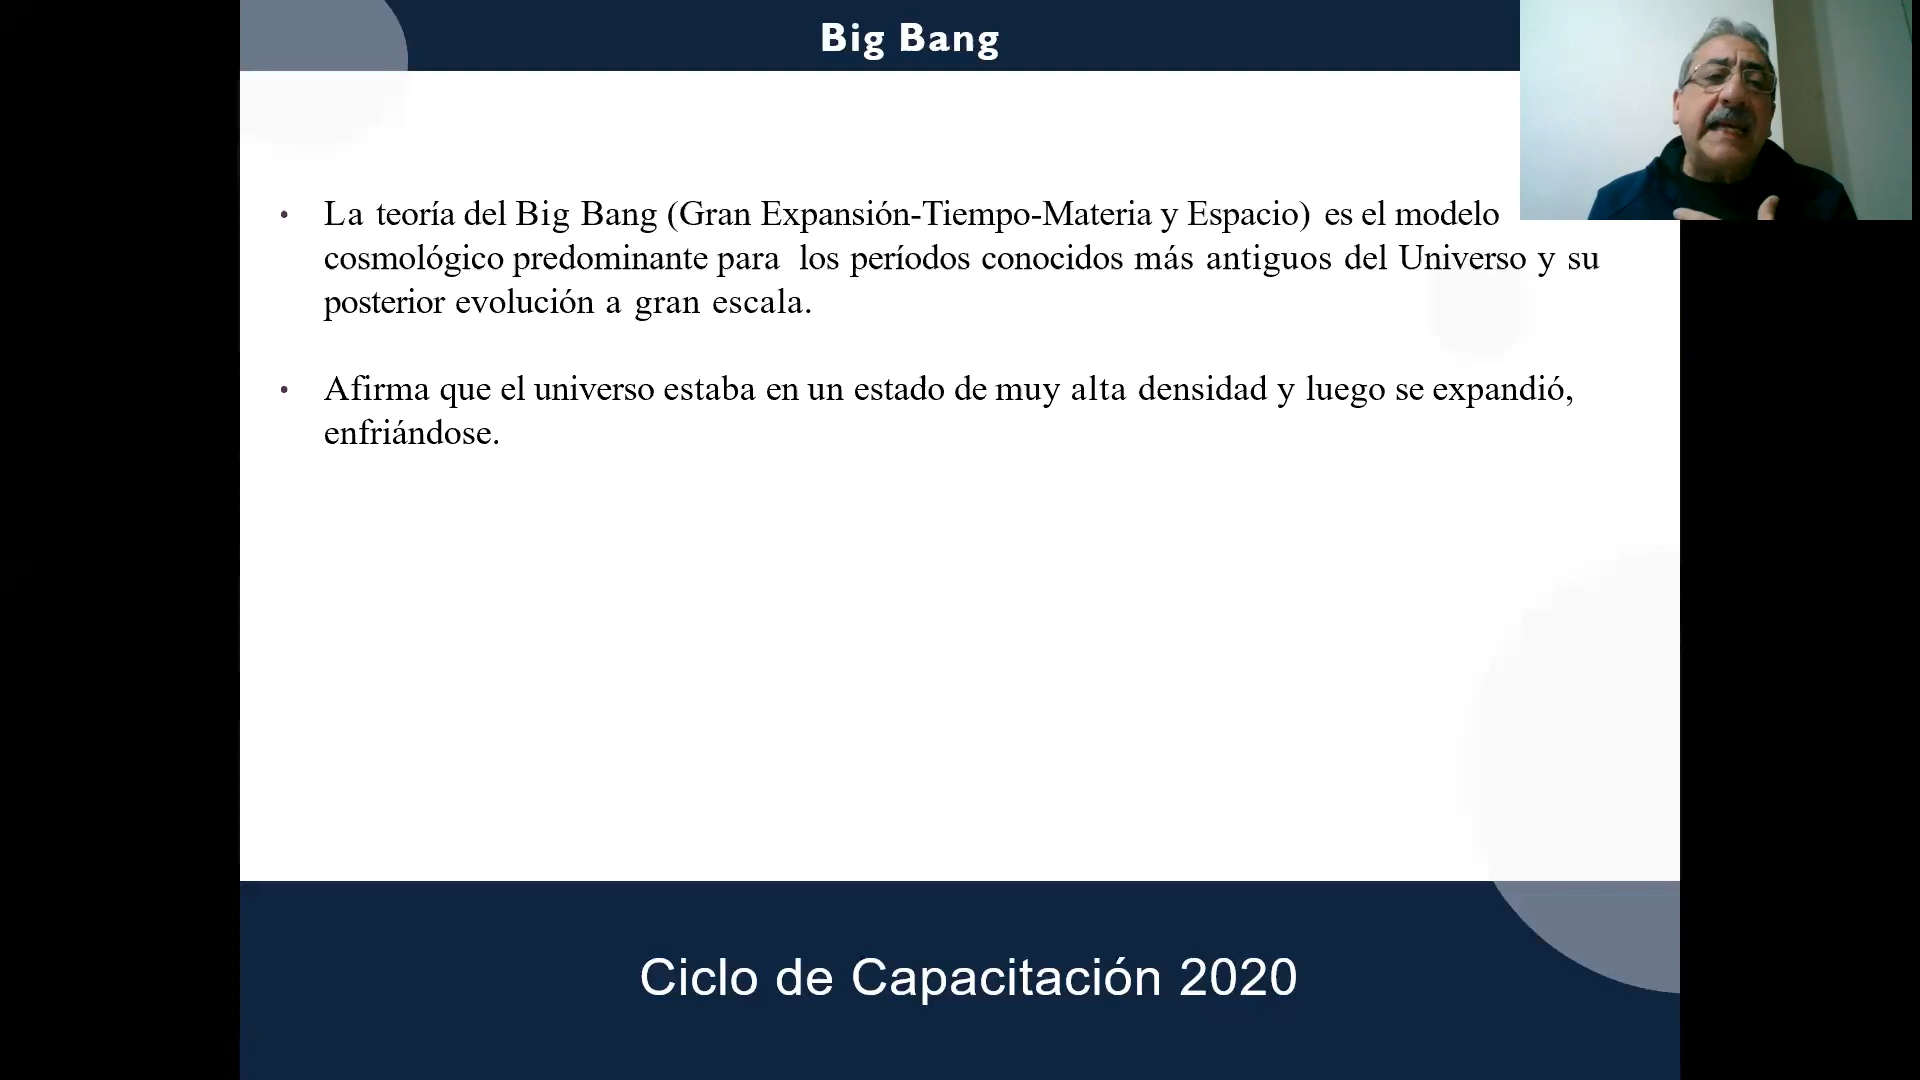 Big Bang
• La teoría del Big Bang (Gran Expansión-Tiempo-Materia y Espacio) es el modelo
cosmológico predominante para los períodos conocidos más antiguos del Universo y su
posterior evolución a gran escala.
• Afirma que el universo estaba en un estado de muy alta densidad y luego se expandió,
enfriándose.
Ciclo de Capacitación 2020